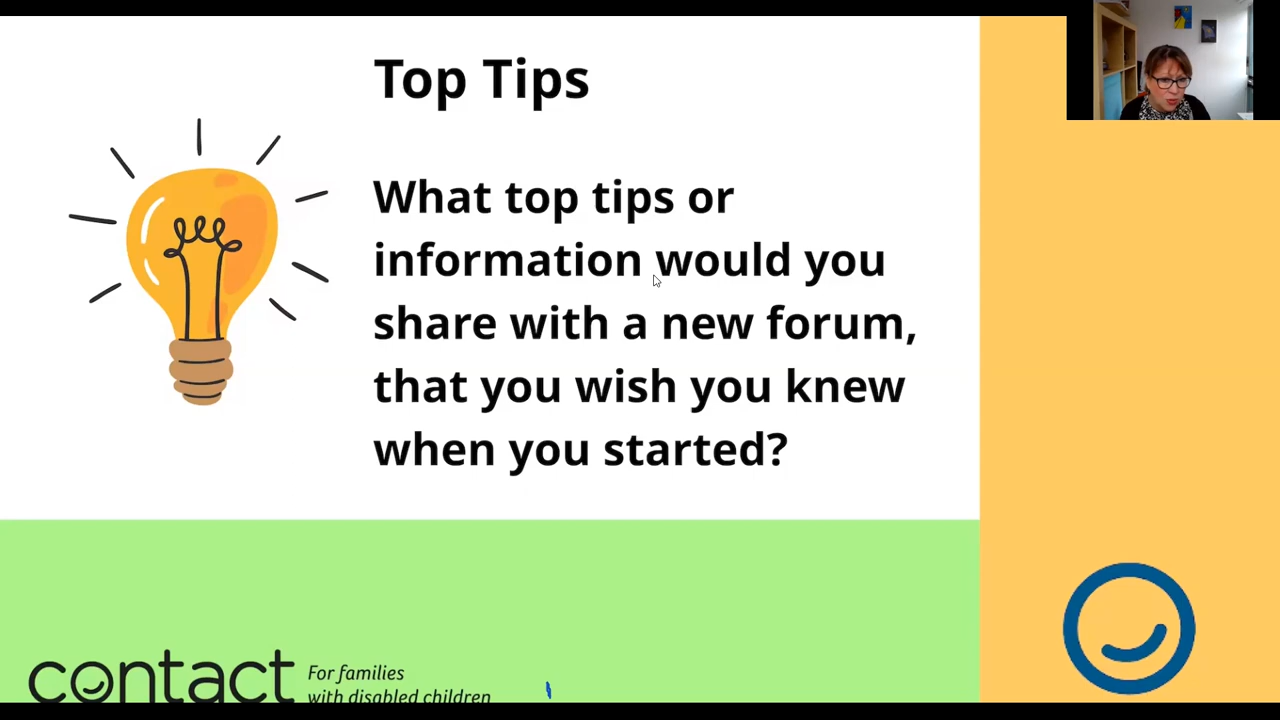 Top Tips
What top tips or
information would you
share with a new forum,
that you wish you knew
when you started?
contact
For families
with disabled children